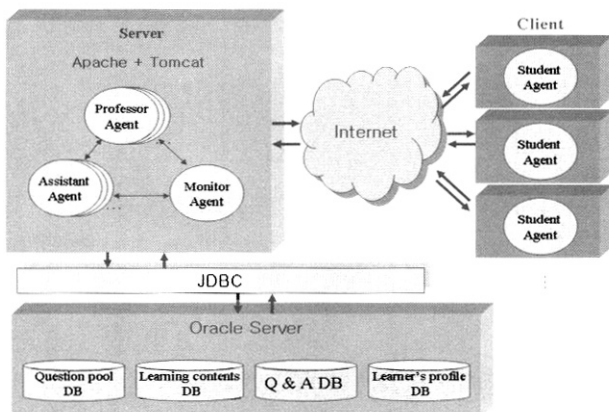 Server
Apache + Tomcat
Professor
Agent
...
Assistant
Agent
...
Monitor
Agent
Internet
Client
Student
Agent
Student
Agent
Student
Agent
JDBC
Oracle Server
Question pool
DB
Learning contents
DB
Q & A DB
Learner's profile
DB